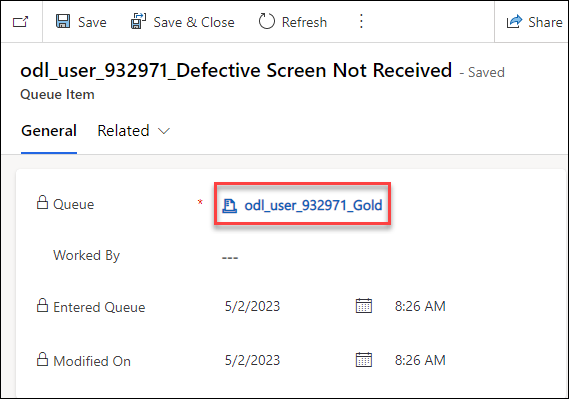 Save Save & Close Refresh Share
odl_user_932971_Defective Screen Not Received - Saved
Queue Item
General Related
Queue * odl_user_932971_Gold
Worked By ---
Entered Queue 5/2/2023 8:26 AM
Modified On 5/2/2023 8:26 AM